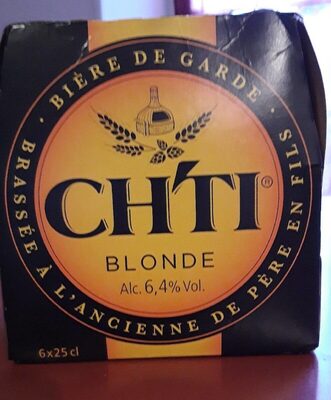 · BIÈRE DE GARDE ·
BRASSÉE À L'ANCIENNE DE PÈRE EN FILS
CH'TI®
BLONDE
Alc. 6,4% Vol.
6x25 cl